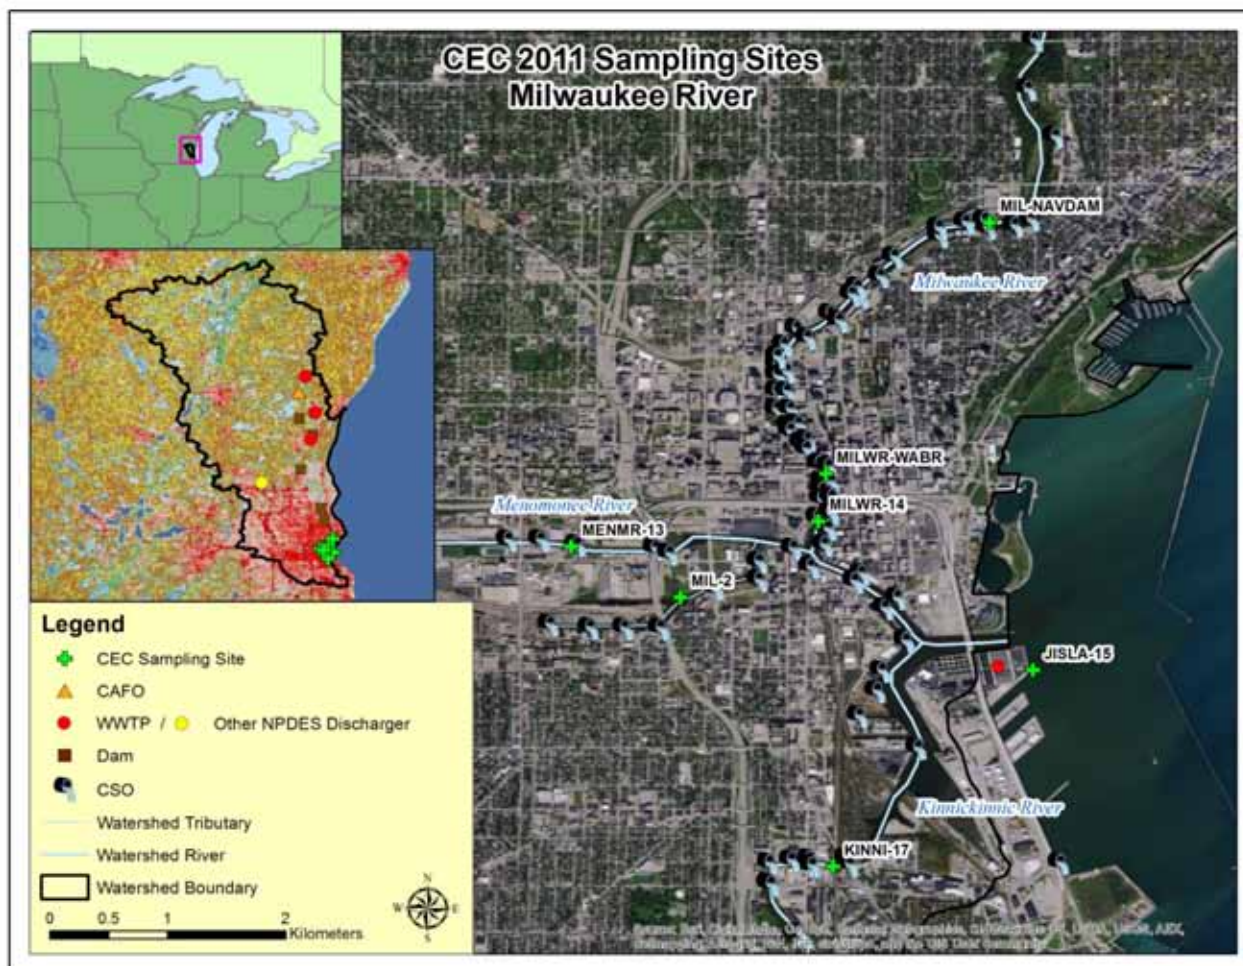 CEC 2011 Sampling Sites
Milwaukee River
MIL-NAVDAM
Milwaukee River
MILWR-WABR
MILWR-14
Menomonee River
MENMR-13
MIL-2
JISLA-15
Kinnickinnic River
KINNI-17
Legend
CEC Sampling Site
CAFO
WWTP / Other NPDES Discharger
Dam
CSO
Watershed Tributary
Watershed River
Watershed Boundary
0 0.5 1 2
Kilometers
N
W E
S